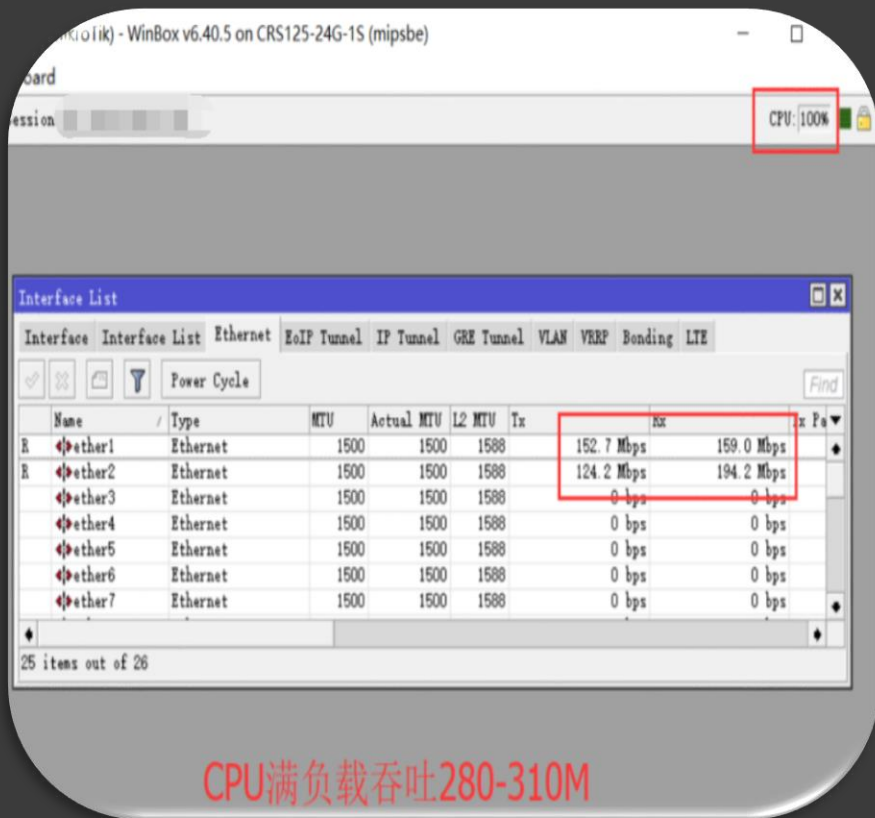 - WinBox v6.40.5 on CRS125-24G-1S (mipsbe)
CPU: 100%
Interface List
Interface Interface List Ethernet EoIP Tunnel IP Tunnel GRE Tunnel VLAN VRRP Bonding LTE
Power Cycle Find
Name / Type MTU Actual MTU L2 MTU Tx Rx
R ether1 Ethernet 1500 1500 1588 152.7 Mbps 159.0 Mbps
R ether2 Ethernet 1500 1500 1588 124.2 Mbps 194.2 Mbps
ether3 Ethernet 1500 1500 1588 0 bps 0 bps
ether4 Ethernet 1500 1500 1588 0 bps 0 bps
ether5 Ethernet 1500 1500 1588 0 bps 0 bps
ether6 Ethernet 1500 1500 1588 0 bps 0 bps
ether7 Ethernet 1500 1500 1588 0 bps 0 bps
25 items out of 26
CPU满负载吞吐280-310M